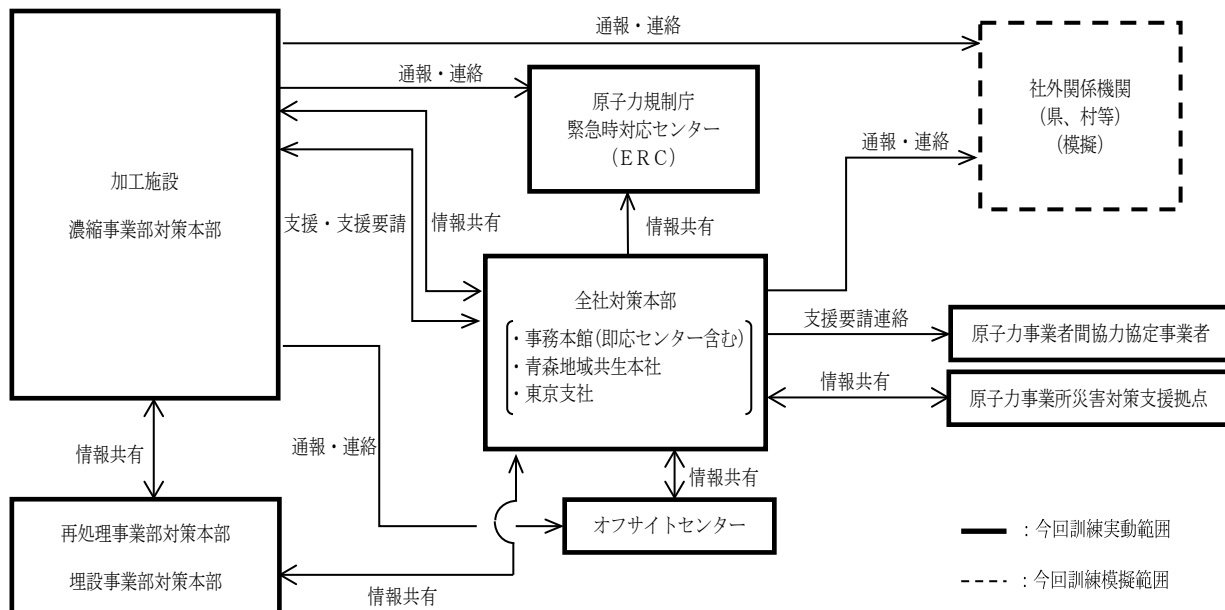 通報・連絡
通報・連絡
原子力規制庁
緊急時対応センター
(ERC)
社外関係機関
(県、村等)
(模擬)
通報・連絡
加工施設
濃縮事業部対策本部
支援・支援要請
情報共有
情報共有
全社対策本部
・事務本館(即応センター含む)
・青森地域共生本社
・東京支社
支援要請連絡
原子力事業者間協力協定事業者
情報共有
原子力事業所災害対策支援拠点
情報共有
通報・連絡
情報共有
再処理事業部対策本部
埋設事業部対策本部
オフサイトセンター
情報共有
:今回訓練実動範囲
:今回訓練模擬範囲